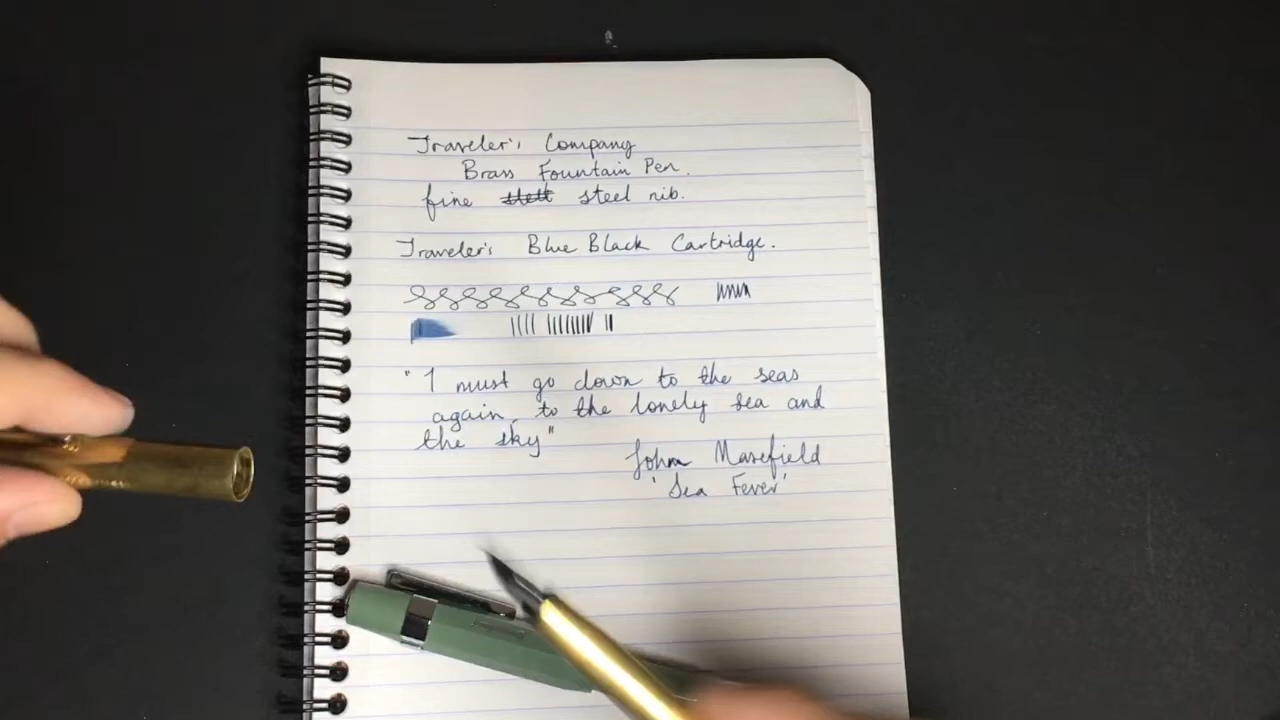 Traveler's Company
Brass Fountain Pen.
fine stett steel nib.
Traveler's Blue Black Cartridge.
" I must go down to the seas
again, to the lonely sea and
the sky"
John Masefield
'Sea Fever'